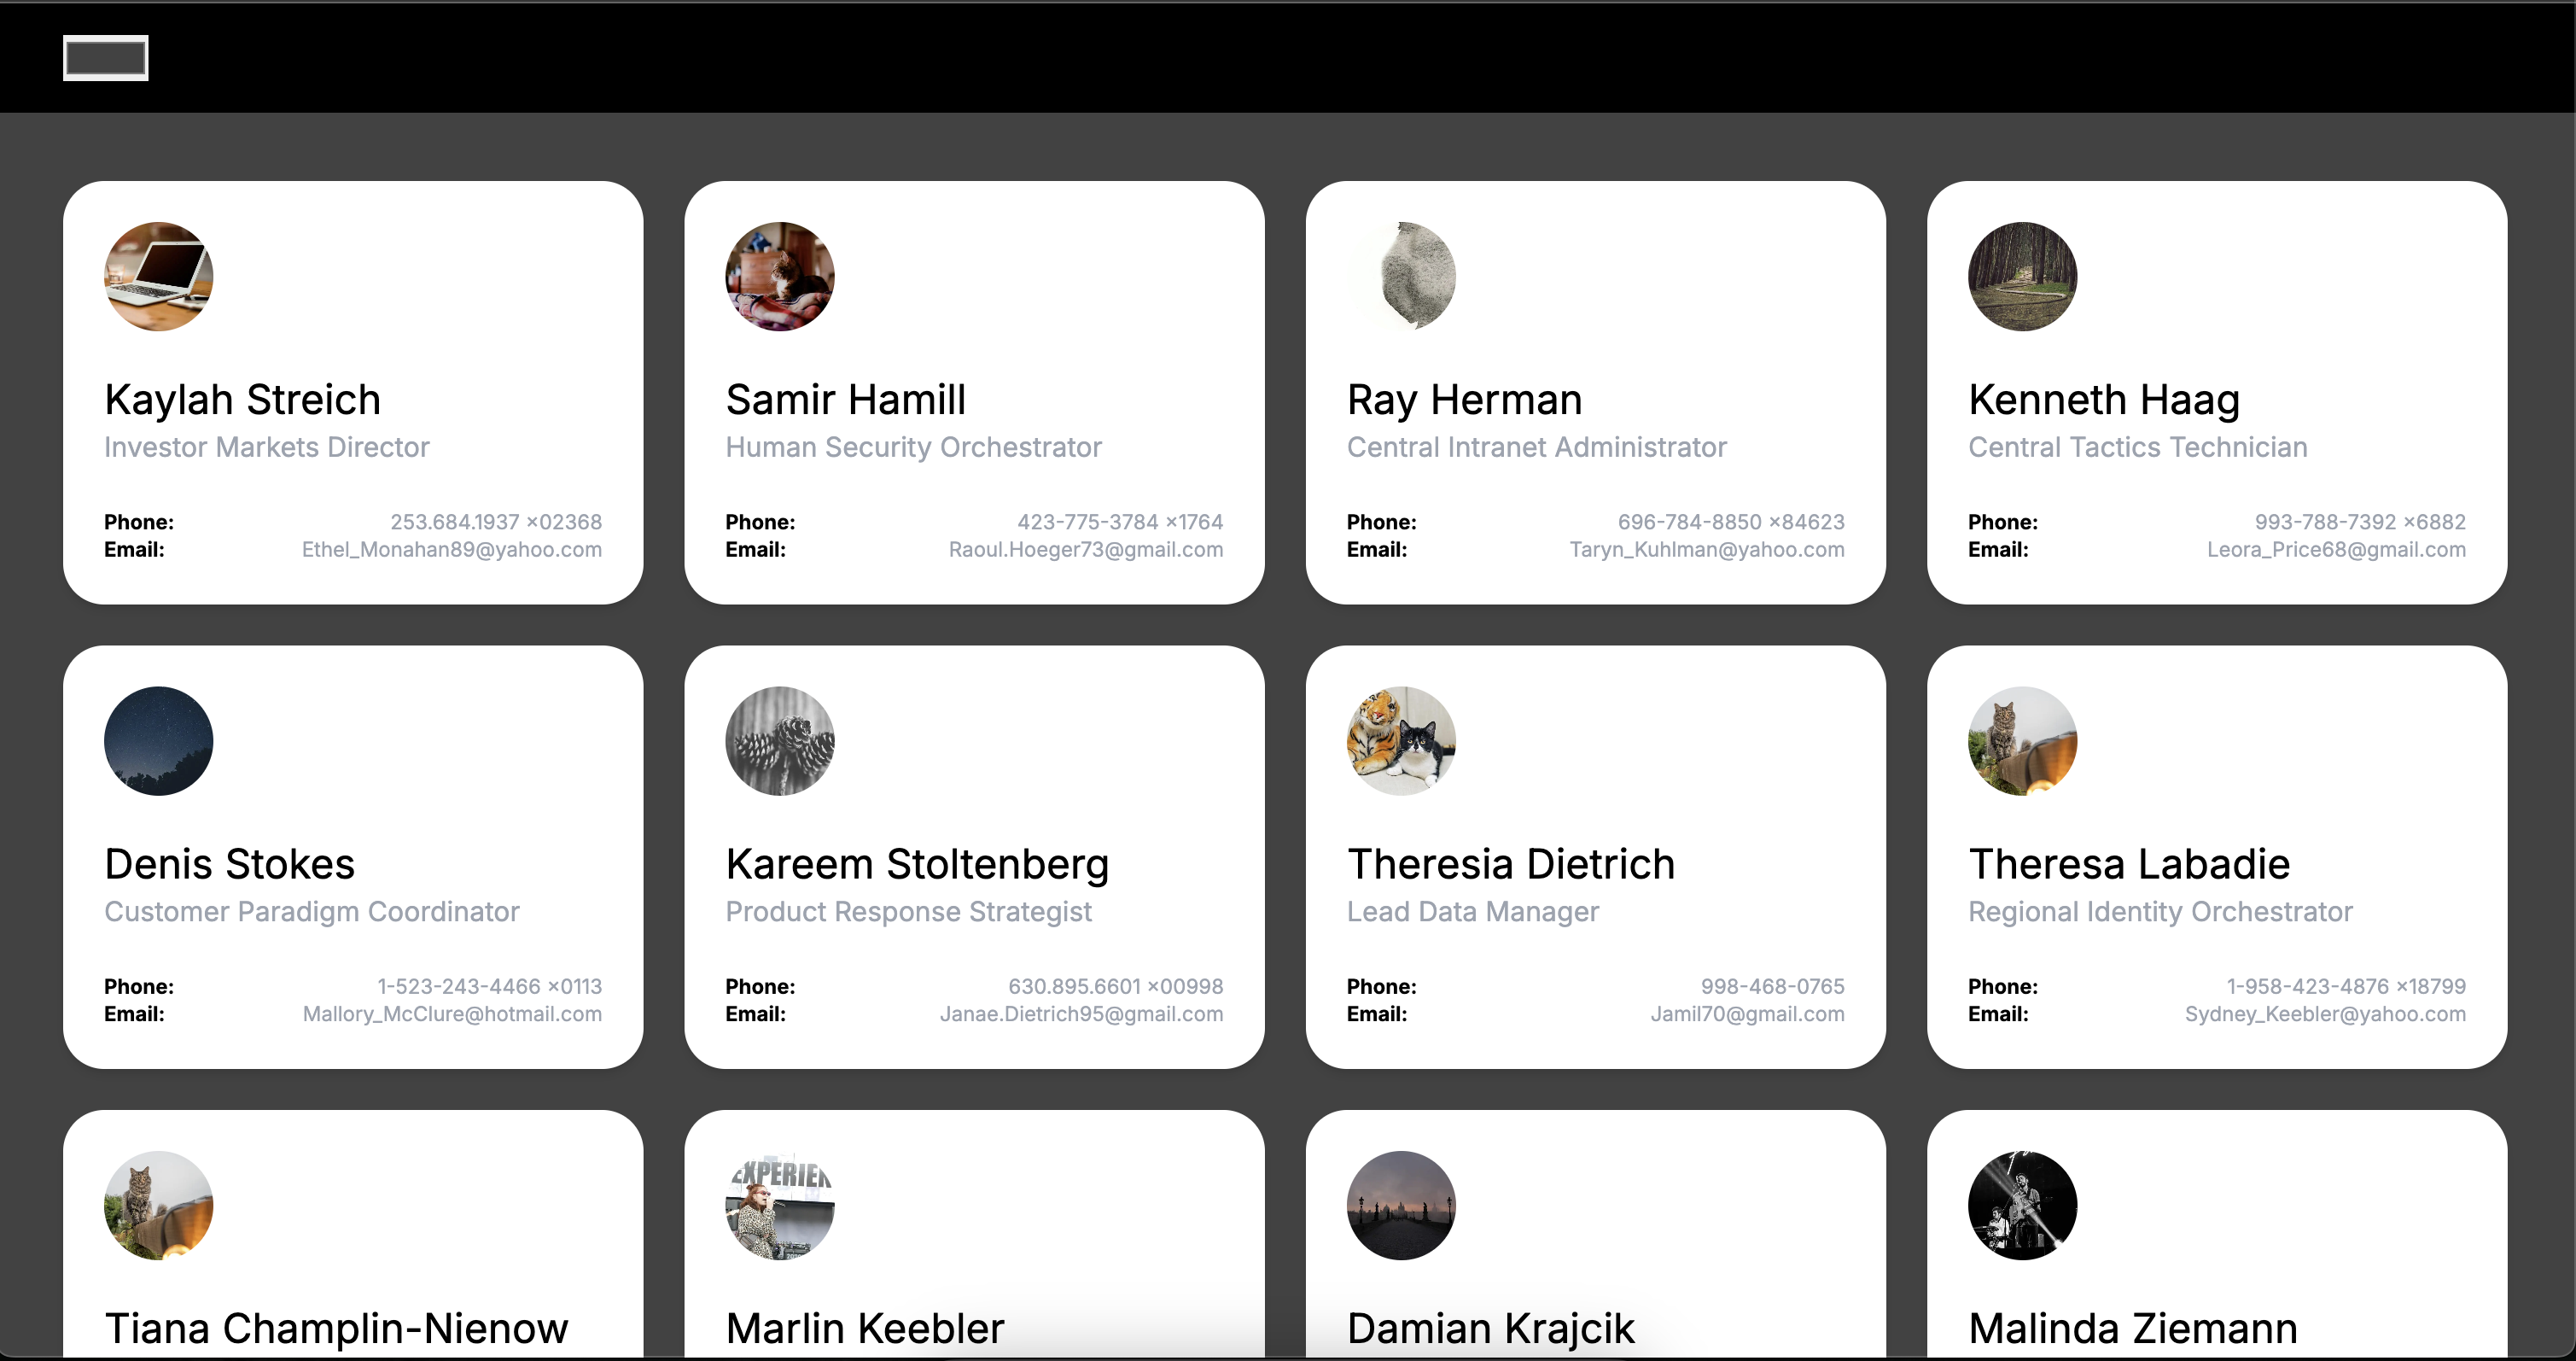 Kaylah Streich
Investor Markets Director
Phone: 253.684.1937 x02368
Email: Ethel_Monahan89@yahoo.com
Samir Hamill
Human Security Orchestrator
Phone: 423-775-3784 x1764
Email: Raoul.Hoeger73@gmail.com
Ray Herman
Central Intranet Administrator
Phone: 696-784-8850 x84623
Email: Taryn_Kuhlman@yahoo.com
Kenneth Haag
Central Tactics Technician
Phone: 993-788-7392 x6882
Email: Leora_Price68@gmail.com
Denis Stokes
Customer Paradigm Coordinator
Phone: 1-523-243-4466 x0113
Email: Mallory_McClure@hotmail.com
Kareem Stoltenberg
Product Response Strategist
Phone: 630.895.6601 x00998
Email: Janae.Dietrich95@gmail.com
Theresia Dietrich
Lead Data Manager
Phone: 998-468-0765
Email: Jamil70@gmail.com
Theresa Labadie
Regional Identity Orchestrator
Phone: 1-958-423-4876 x18799
Email: Sydney_Keebler@yahoo.com
Tiana Champlin-Nienow
EXPERIEN
Marlin Keebler
Damian Krajcik
Malinda Ziemann